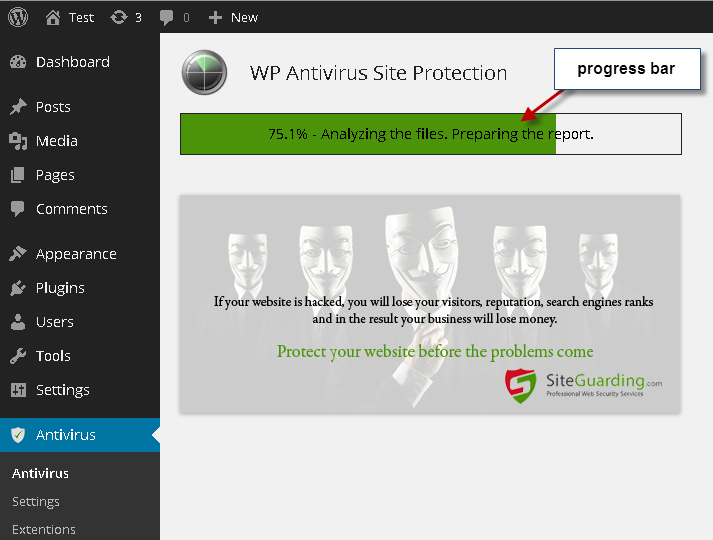 Test
3
0
New
Dashboard
Posts
Media
Pages
Comments
Appearance
Plugins
Users
Tools
Settings
Antivirus
Antivirus
Settings
Extentions
WP Antivirus Site Protection
progress bar
75.1% - Analyzing the files. Preparing the report.
If your website is hacked, you will lose your visitors, reputation, search engines ranks
and in the result your business will lose money.
Protect your website before the problems come
SiteGuarding.com
Professional Web Security Services